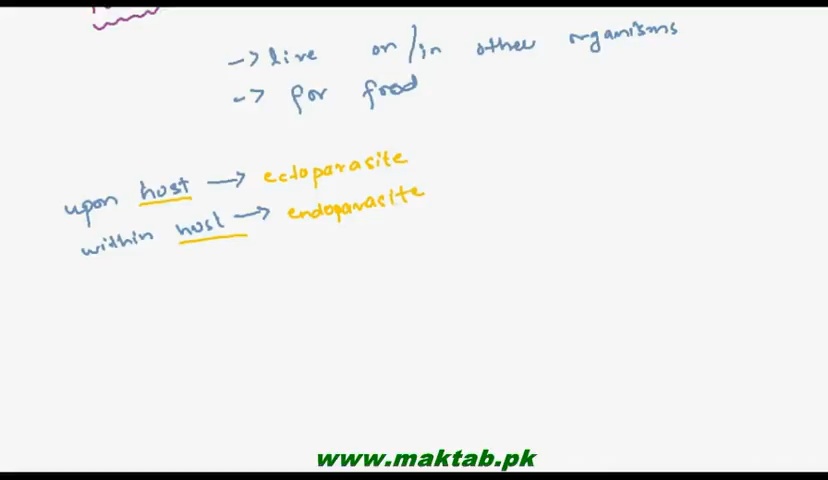 -> live on/in other organisms
-> for food
upon host -> ectoparasite
within host -> endoparasite
www.maktab.pk